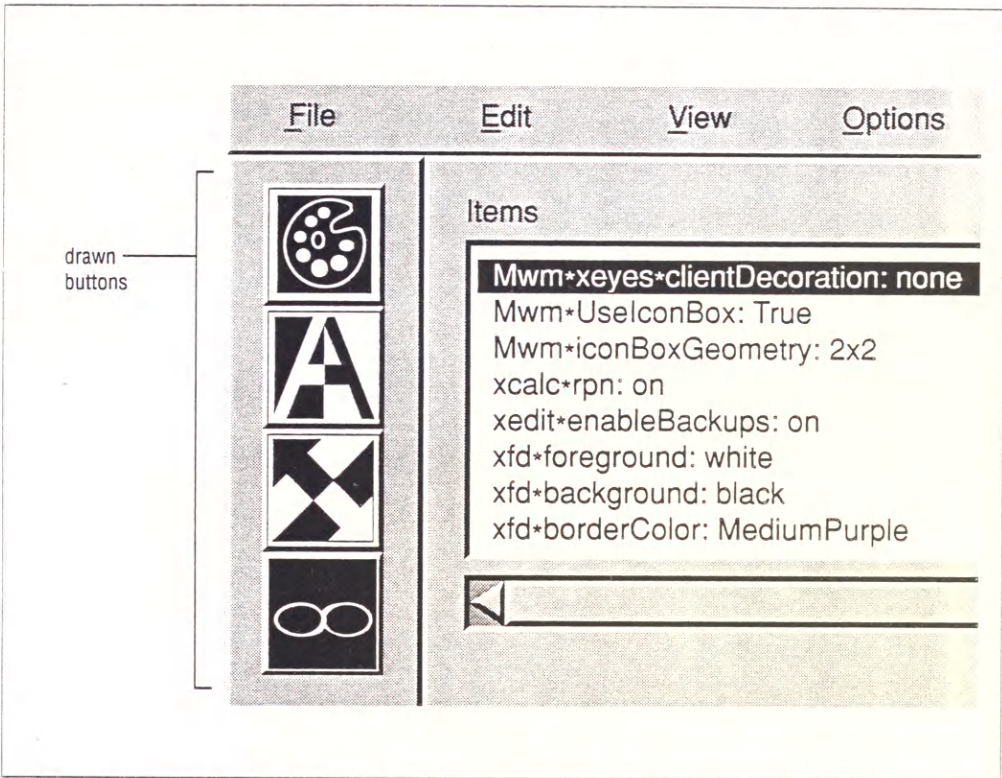 File Edit View Options
drawn
buttons
Items
Mwm*xeyes*clientDecoration: none
Mwm*UseIconBox: True
Mwm*iconBoxGeometry: 2x2
xcalc*rpn: on
xedit*enableBackups: on
xfd*foreground: white
xfd*background: black
xfd*borderColor: MediumPurple